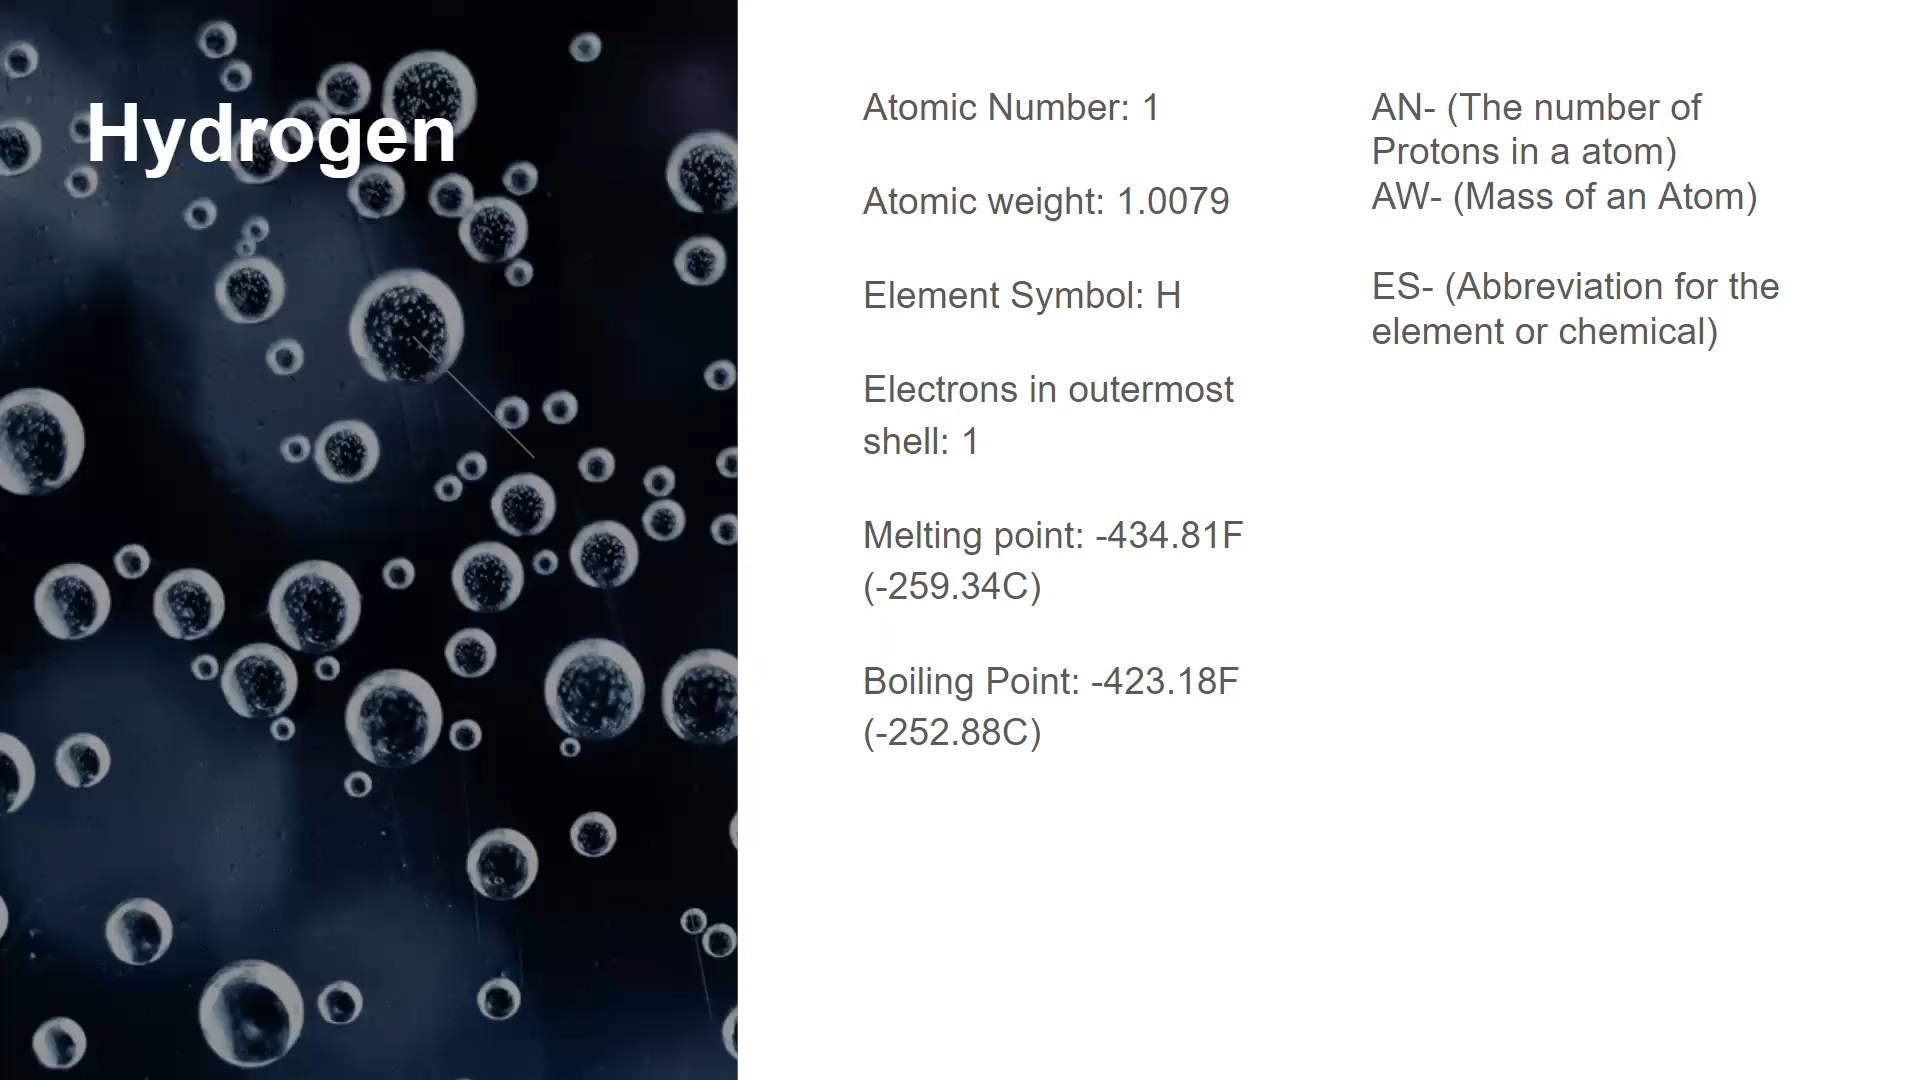 Hydrogen
Atomic Number: 1
Atomic weight: 1.0079
Element Symbol: H
Electrons in outermost
shell: 1
Melting point: -434.81F
(-259.34C)
Boiling Point: -423.18F
(-252.88C)
AN- (The number of
Protons in a atom)
AW- (Mass of an Atom)
ES- (Abbreviation for the
element or chemical)